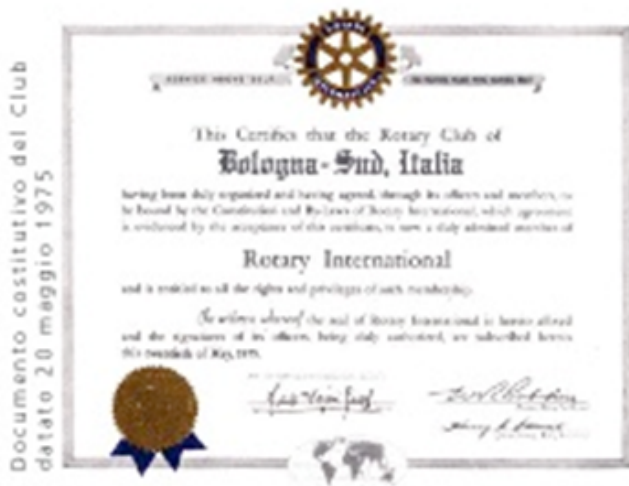 Documento costitutivo del Club
datato 20 maggio 1975
ROTARY
INTERNATIONAL
SERVICE ABOVE SELF
This Certifies that the Rotary Club of
Bologna-Sud, Italia
having been duly organized and having agreed, through its officers and members, to
be bound by the Constitution and By-Laws of Rotary International, which agreement
is evidenced by the acceptance of this certificate, is now a duly admitted member of
Rotary International
and is entitled to all the rights and privileges of such membership.
In witness whereof the seal of Rotary International is hereto affixed
and the signatures of its officers, being duly authorized, are subscribed hereto
this twentieth of May, 1975.